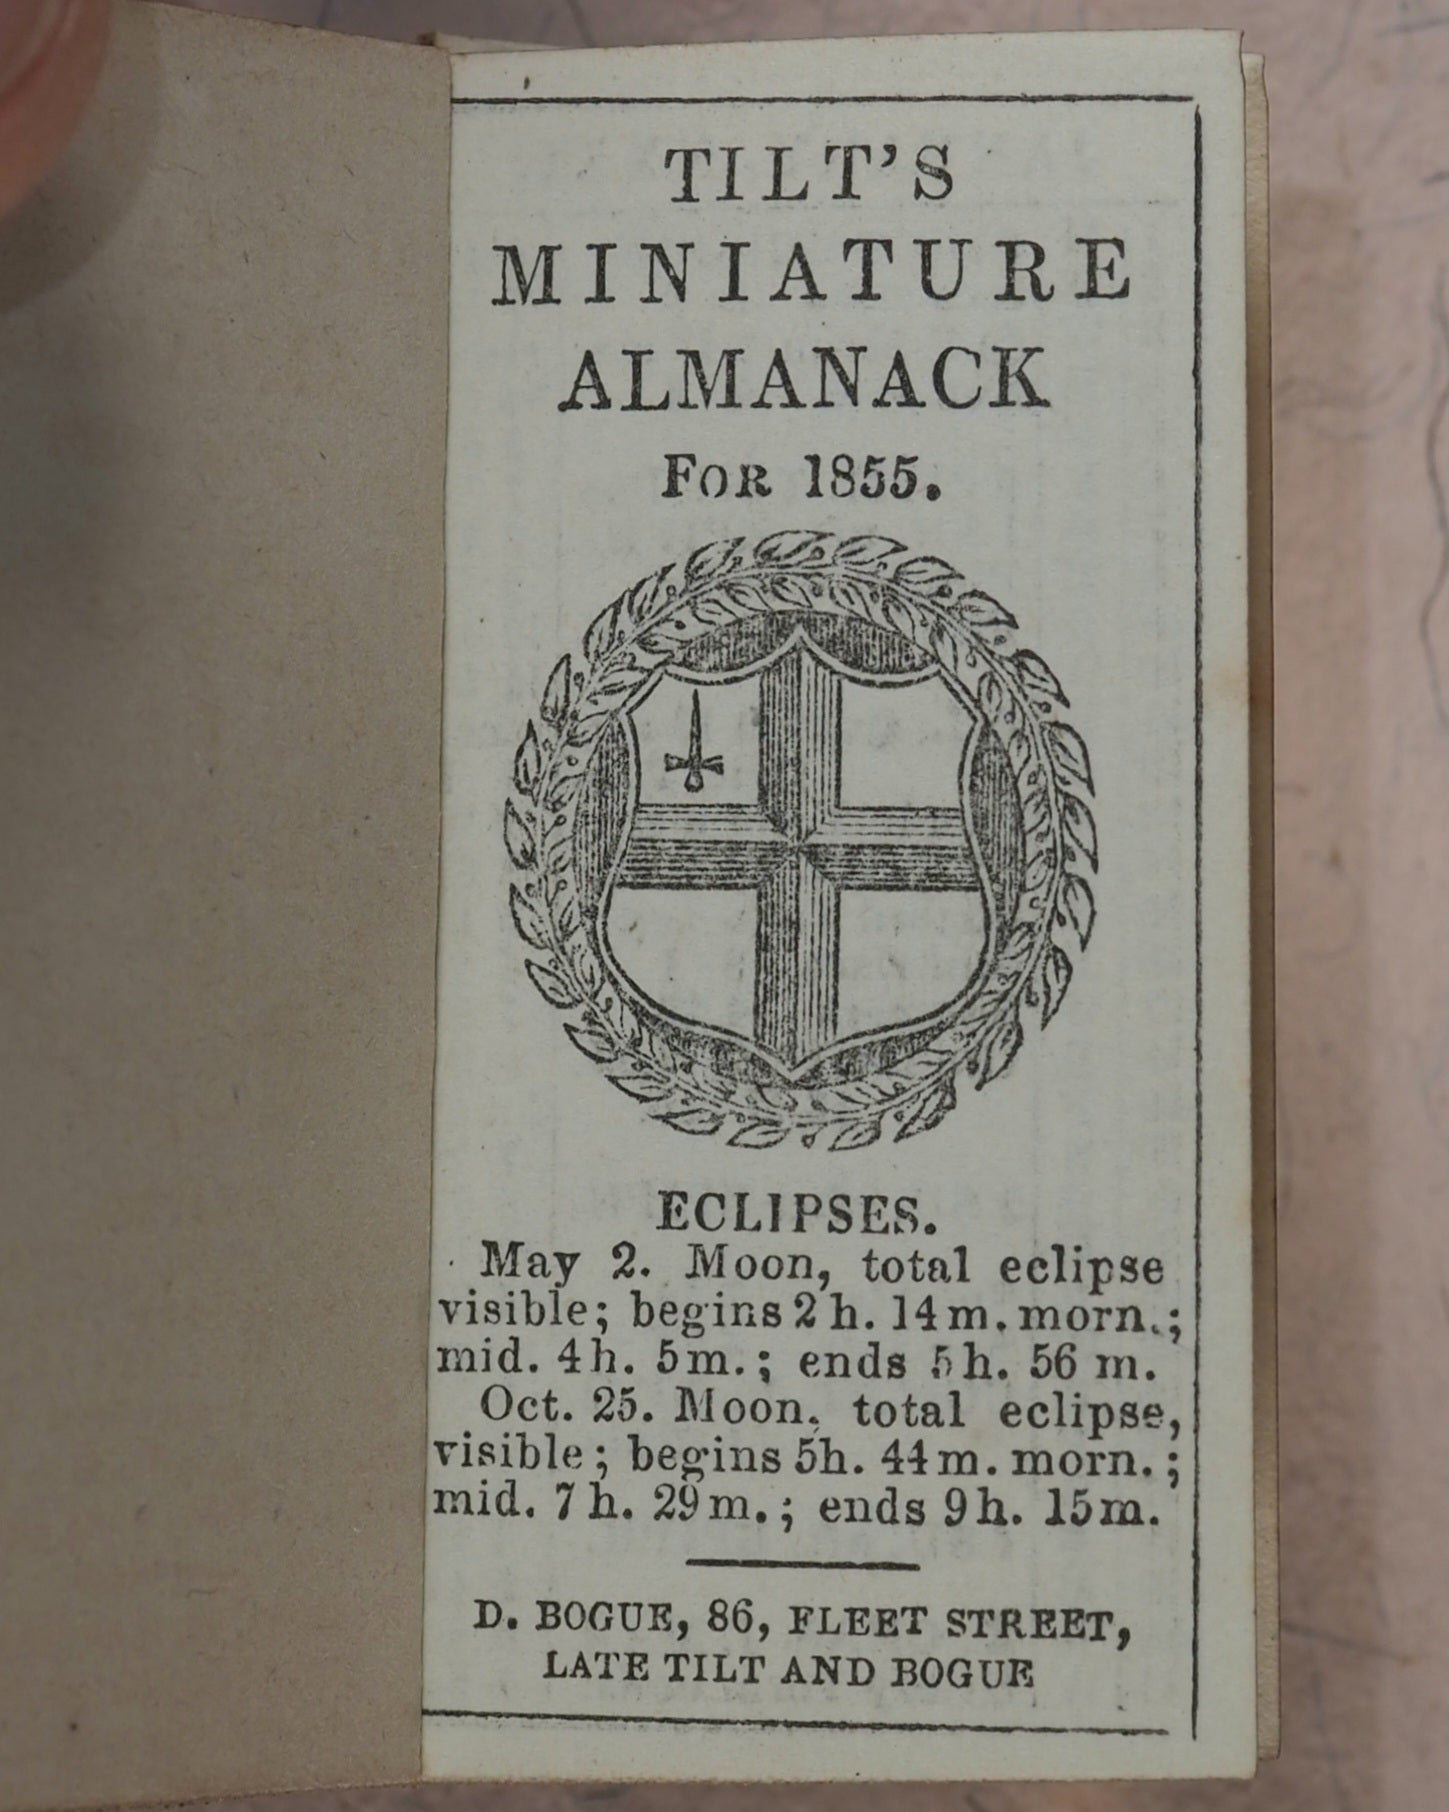 TILT'S
MINIATURE
ALMANACK
FOR 1855.
ECLIPSES.
May 2. Moon, total eclipse
visible; begins 2 h. 14 m. morn.;
mid. 4 h. 5 m.; ends 5 h. 56 m.
Oct. 25. Moon, total eclipse,
visible; begins 5h. 44 m. morn.;
mid. 7 h. 29 m.; ends 9 h. 15 m.
D. BOGUE, 86, FLEET STREET,
LATE TILT AND BOGUE